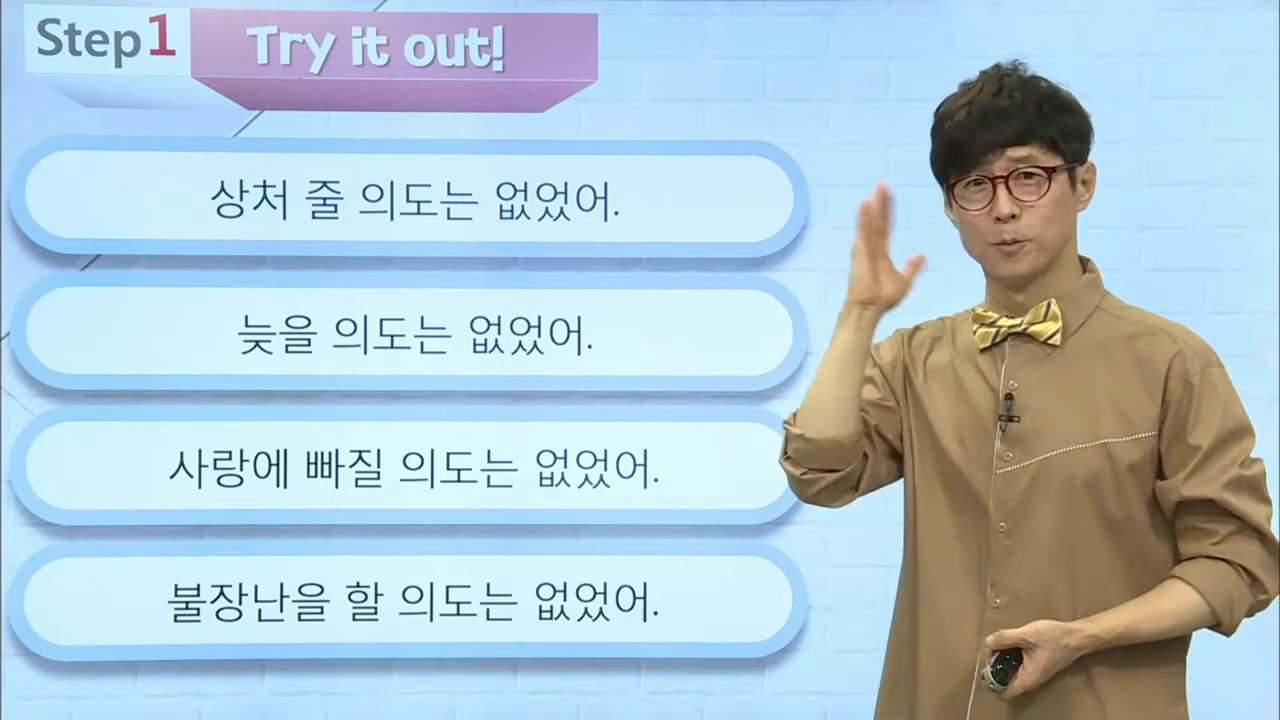 Step1
Try it out!
상처 줄 의도는 없었어.
늦을 의도는 없었어.
사랑에 빠질 의도는 없었어.
불장난을 할 의도는 없었어.